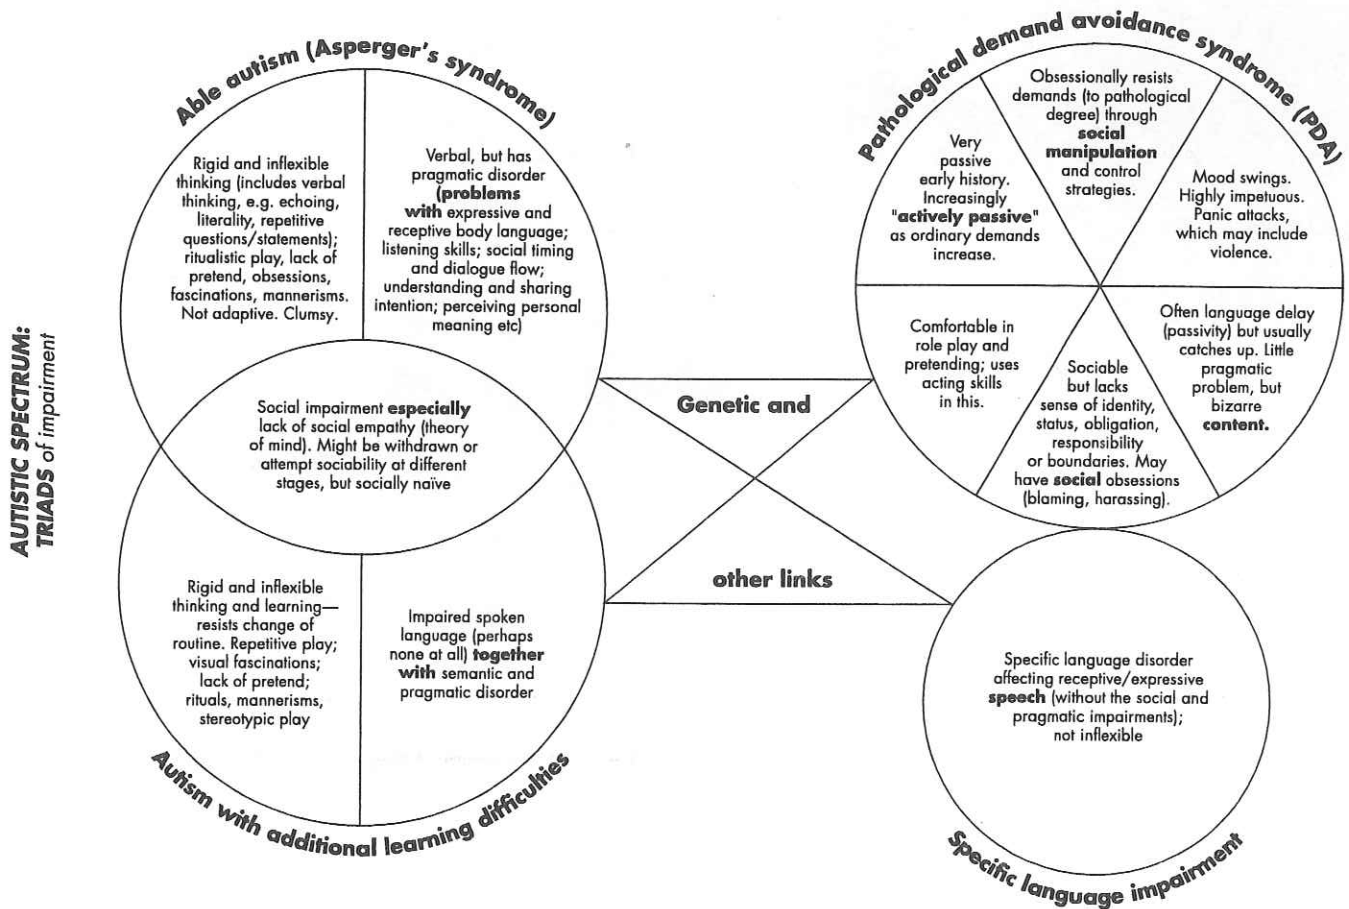 AUTISTIC SPECTRUM:
TRIADS of impairment
Able autism (Asperger's syndrome)
Rigid and inflexible
thinking (includes verbal
thinking, e.g. echoing,
literality, repetitive
questions/statements);
ritualistic play, lack of
pretend, obsessions,
fascinations, mannerisms.
Not adaptive. Clumsy.
Verbal, but has
pragmatic disorder
(problems
with expressive and
receptive body language;
listening skills; social timing
and dialogue flow;
understanding and sharing
intention; perceiving personal
meaning etc)
Social impairment especially
lack of social empathy (theory
of mind). Might be withdrawn or
attempt sociability at different
stages, but socially naïve
Rigid and inflexible
thinking and learning—
resists change of
routine. Repetitive play;
visual fascinations;
lack of pretend;
rituals, mannerisms,
stereotypic play
Impaired spoken
language (perhaps
none at all) together
with semantic and
pragmatic disorder
Autism with additional learning difficulties
Genetic and
other links
Pathological demand avoidance syndrome (PDA)
Very
passive
early history.
Increasingly
"actively passive"
as ordinary demands
increase.
Obsessionally resists
demands (to pathological
degree) through
social
manipulation
and control
strategies.
Mood swings.
Highly impetuous.
Panic attacks,
which may include
violence.
Comfortable in
role play and
pretending; uses
acting skills
in this.
Sociable
but lacks
sense of identity,
status, obligation,
responsibility
or boundaries. May
have social obsessions
(blaming, harassing).
Often language delay
(passivity) but usually
catches up. Little
pragmatic
problem, but
bizarre
content.
Specific language disorder
affecting receptive/expressive
speech (without the social and
pragmatic impairments);
not inflexible
Specific language impairment